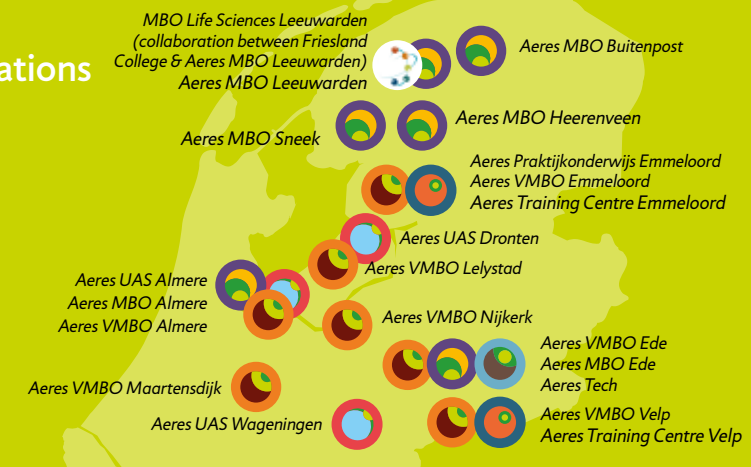 ations
MBO Life Sciences Leeuwarden
(collaboration between Friesland
College & Aeres MBO Leeuwarden)
Aeres MBO Leeuwarden
Aeres MBO Buitenpost
Aeres MBO Sneek
Aeres MBO Heerenveen
Aeres Praktijkonderwijs Emmeloord
Aeres VMBO Emmeloord
Aeres Training Centre Emmeloord
Aeres UAS Dronten
Aeres VMBO Lelystad
Aeres UAS Almere
Aeres MBO Almere
Aeres VMBO Almere
Aeres VMBO Nijkerk
Aeres VMBO Ede
Aeres MBO Ede
Aeres Tech
Aeres VMBO Maartensdijk
Aeres UAS Wageningen
Aeres VMBO Velp
Aeres Training Centre Velp